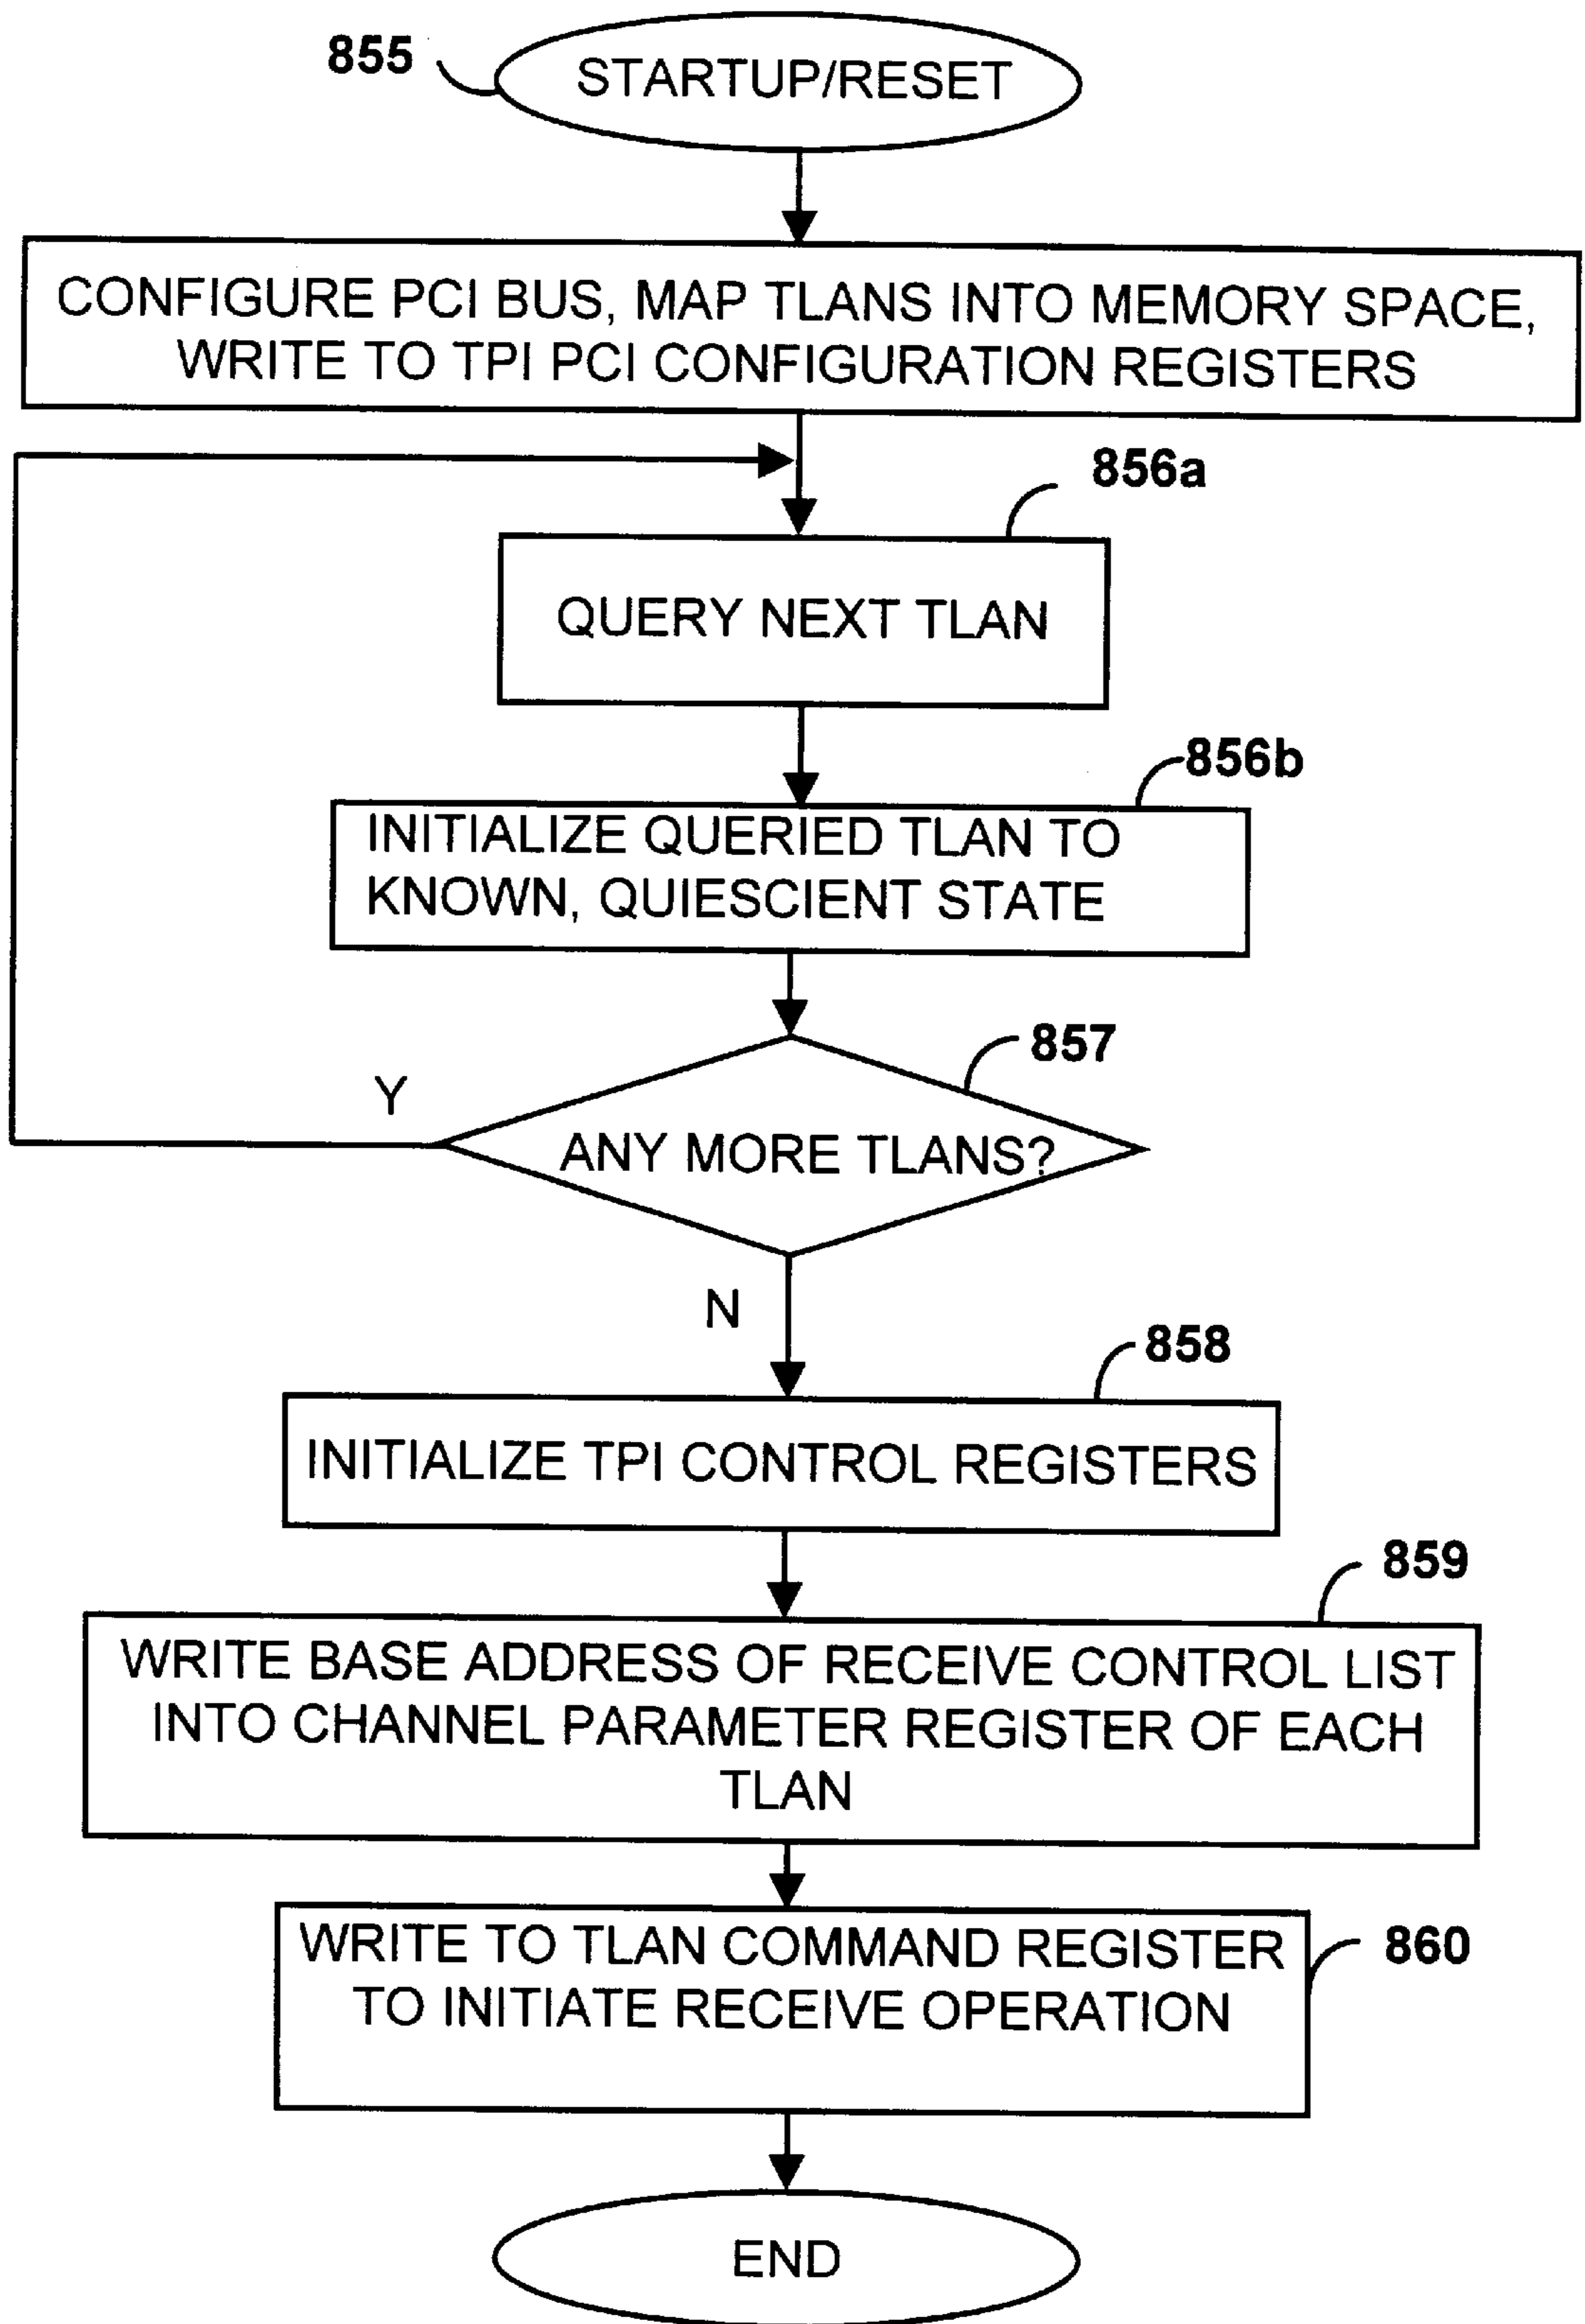 855
STARTUP/RESET
CONFIGURE PCI BUS, MAP TLANS INTO MEMORY SPACE,
WRITE TO TPI PCI CONFIGURATION REGISTERS
856a
QUERY NEXT TLAN
856b
INITIALIZE QUERIED TLAN TO
KNOWN, QUIESCIENT STATE
857
Y
ANY MORE TLANS?
N
858
INITIALIZE TPI CONTROL REGISTERS
859
WRITE BASE ADDRESS OF RECEIVE CONTROL LIST
INTO CHANNEL PARAMETER REGISTER OF EACH
TLAN
WRITE TO TLAN COMMAND REGISTER
860
TO INITIATE RECEIVE OPERATION
END